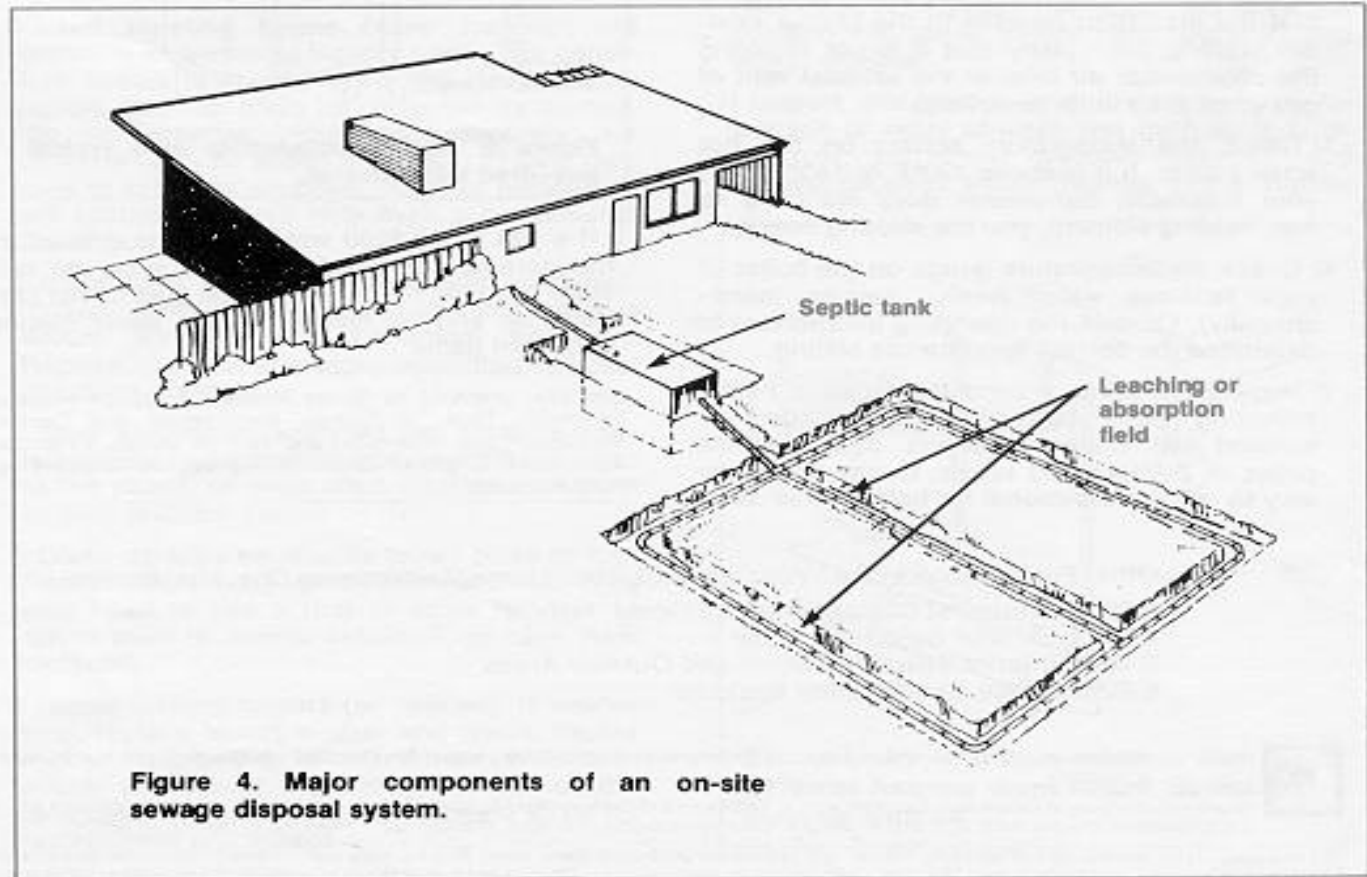 Septic tank
Leaching or
absorption
field
Figure 4. Major components of an on-site
sewage disposal system.